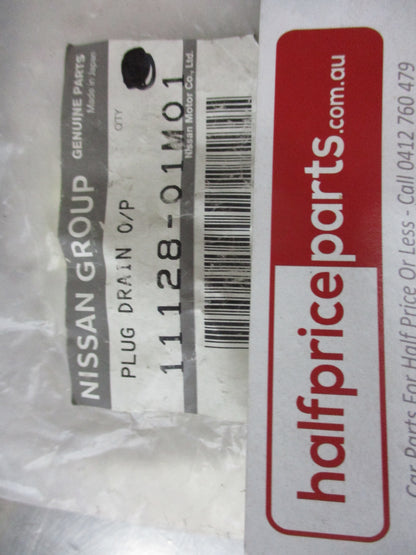 NISSAN GROUP GENUINE PARTS
Made in Japan
QTY
PLUG DRAIN O/P
11128-01M01
Nissan Motor Co., Ltd.
halfpriceparts.com.au
Car Parts For Half Price Or Less - Call 0412 760 479